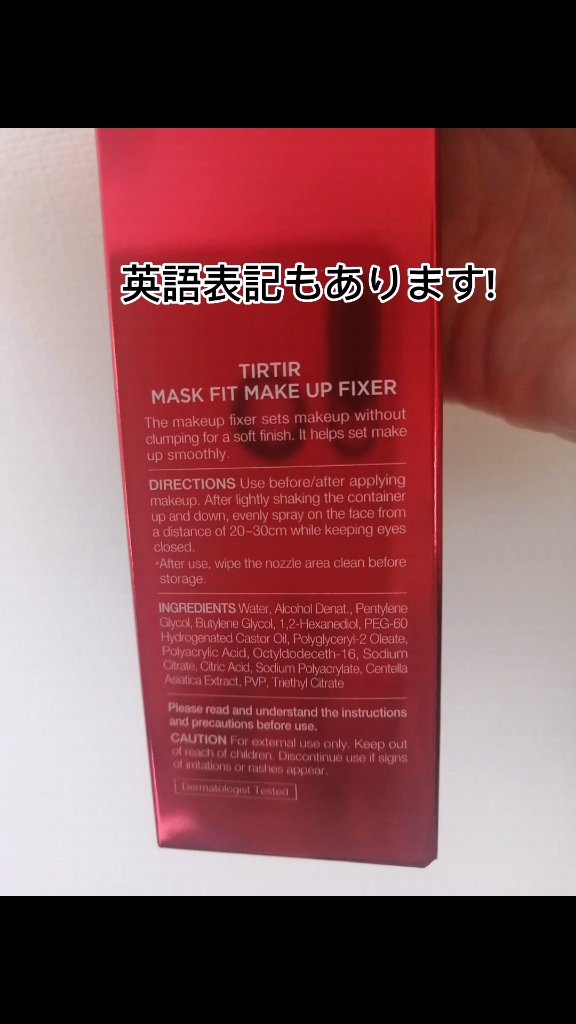 英語表記もあります!
TIRTIR
MASK FIT MAKE UP FIXER
The makeup fixer sets makeup without
clumping for a soft finish. It helps set make
up smoothly.
DIRECTIONS Use before/after applying
makeup. After lightly shaking the container
up and down, evenly spray on the face from
a distance of 20~30cm while keeping eyes
closed.
*After use, wipe the nozzle area clean before
storage.
INGREDIENTS Water, Alcohol Denat., Pentylene
Glycol, Butylene Glycol, 1,2-Hexanediol, PEG-60
Hydrogenated Castor Oil, Polyglyceryl-2 Oleate,
Polyacrylic Acid, Octyldodeceth-16, Sodium
Citrate, Citric Acid, Sodium Polyacrylate, Centella
Asiatica Extract, PVP, Triethyl Citrate
Please read and understand the instructions
and precautions before use.
CAUTION For external use only. Keep out
of reach of children. Discontinue use if signs
of irritations or rashes appear.
Dermatologist Tested